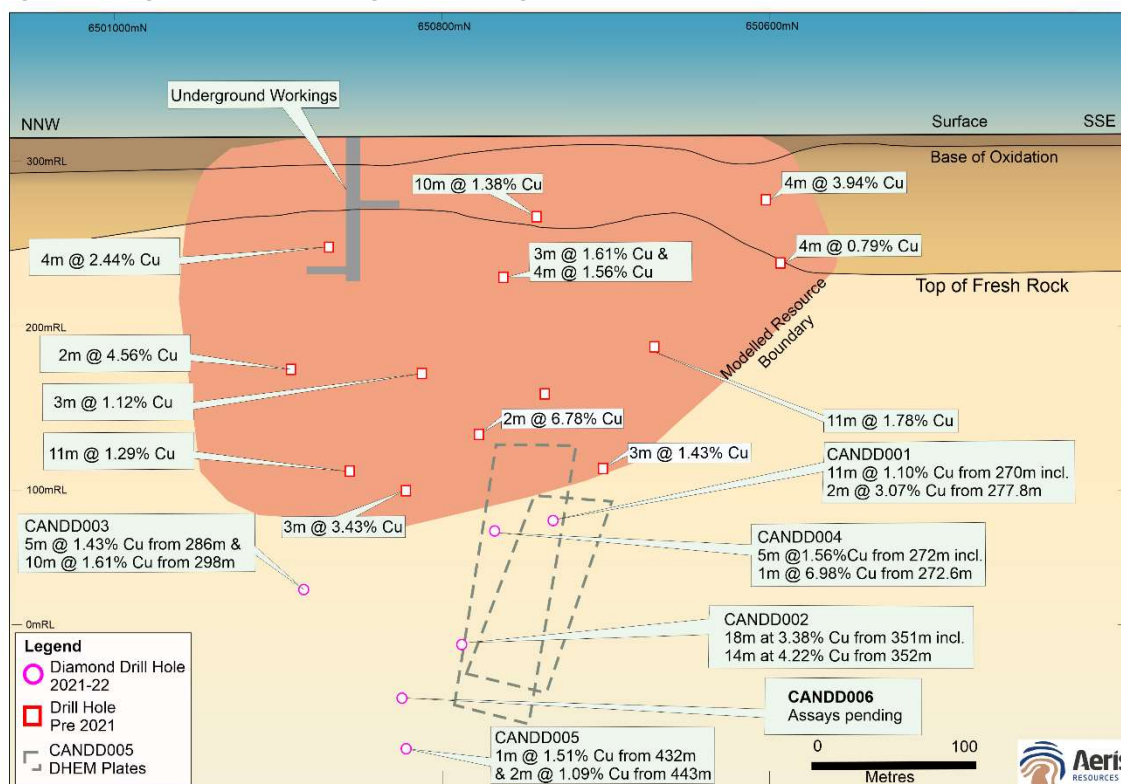 6501000mN
650800mN
650600mN
Underground Workings
NNW
Surface
SSE
300mRL
Base of Oxidation
10m @ 1.38% Cu
4m @ 3.94% Cu
4m @ 2.44% Cu
3m @ 1.61% Cu &
4m @ 1.56% Cu
4m @ 0.79% Cu
Top of Fresh Rock
200mRL
Modelled Resource
Boundary
2m @ 4.56% Cu
3m @ 1.12% Cu
11m @ 1.78% Cu
2m @ 6.78% Cu
11m @ 1.29% Cu
3m @ 1.43% Cu
CANDD001
11m @ 1.10% Cu from 270m incl.
2m @ 3.07% Cu from 277.8m
100mRL
3m @ 3.43% Cu
CANDD003
5m @ 1.43% Cu from 286m &
10m @ 1.61% Cu from 298m
CANDD004
5m @1.56%Cu from 272m incl.
1m @ 6.98% Cu from 272.6m
0mRL
CANDD002
18m at 3.38% Cu from 351m incl.
14m at 4.22% Cu from 352m
Legend
Diamond Drill Hole
2021-22
Drill Hole
Pre 2021
CANDD005
DHEM Plates
CANDD006
Assays pending
CANDD005
1m @ 1.51% Cu from 432m
& 2m @ 1.09% Cu from 443m
0
100
Metres
Aeris
RESOURCES